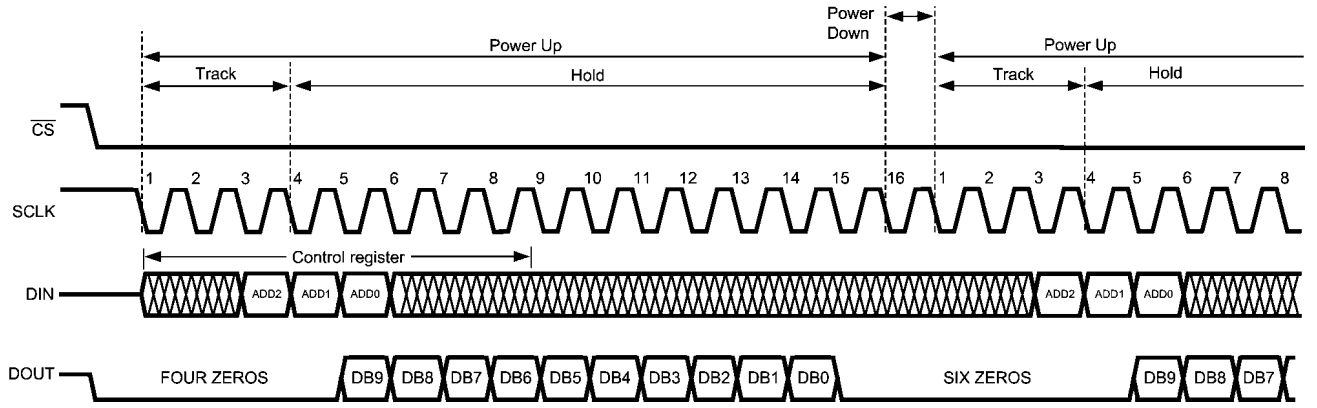 Power Down
Power Up
Power Up
Track
Hold
Track
Hold
CS
SCLK
1 2 3 4 5 6 7 8 9 10 11 12 13 14 15 16 1 2 3 4 5 6 7 8
Control register
DIN
ADD2 ADD1 ADD0 ADD2 ADD1 ADD0
DOUT
FOUR ZEROS DB9 DB8 DB7 DB6 DB5 DB4 DB3 DB2 DB1 DB0 SIX ZEROS DB9 DB8 DB7